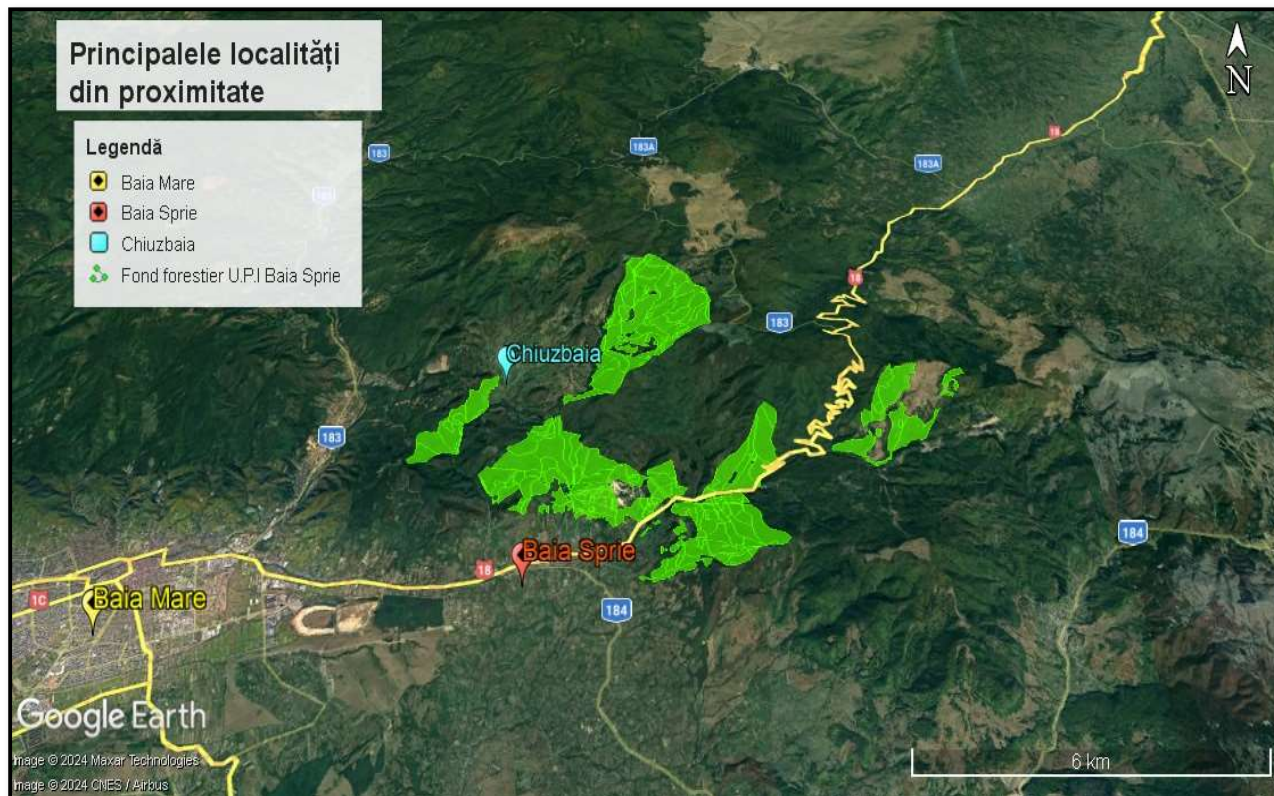 Principalele localități
din proximitate
N
Legendă
Baia Mare
Baia Sprie
Chiuzbaia
Fond forestier U.P.I Baia Sprie
183
183A
183A
18
18
183
Chiuzbaia
183
184
Baia Sprie
18
184
1C
Baia Mare
Google Earth
6 km
Image © 2024 Maxar Technologies
Image © 2024 CNES / Airbus